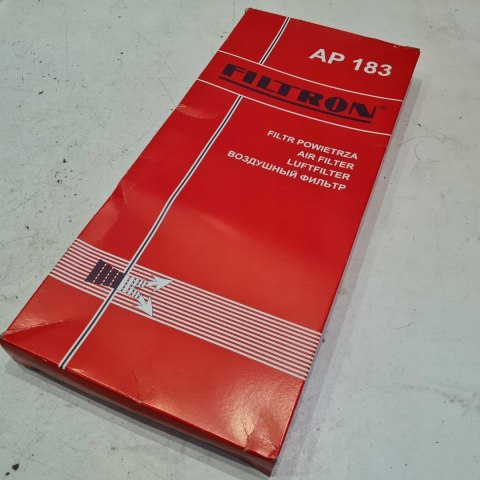 AP 183
FILTRON®
FILTR POWIETRZA
AIR FILTER
LUFTFILTER
ВОЗДУШНЫЙ ФИЛЬТР